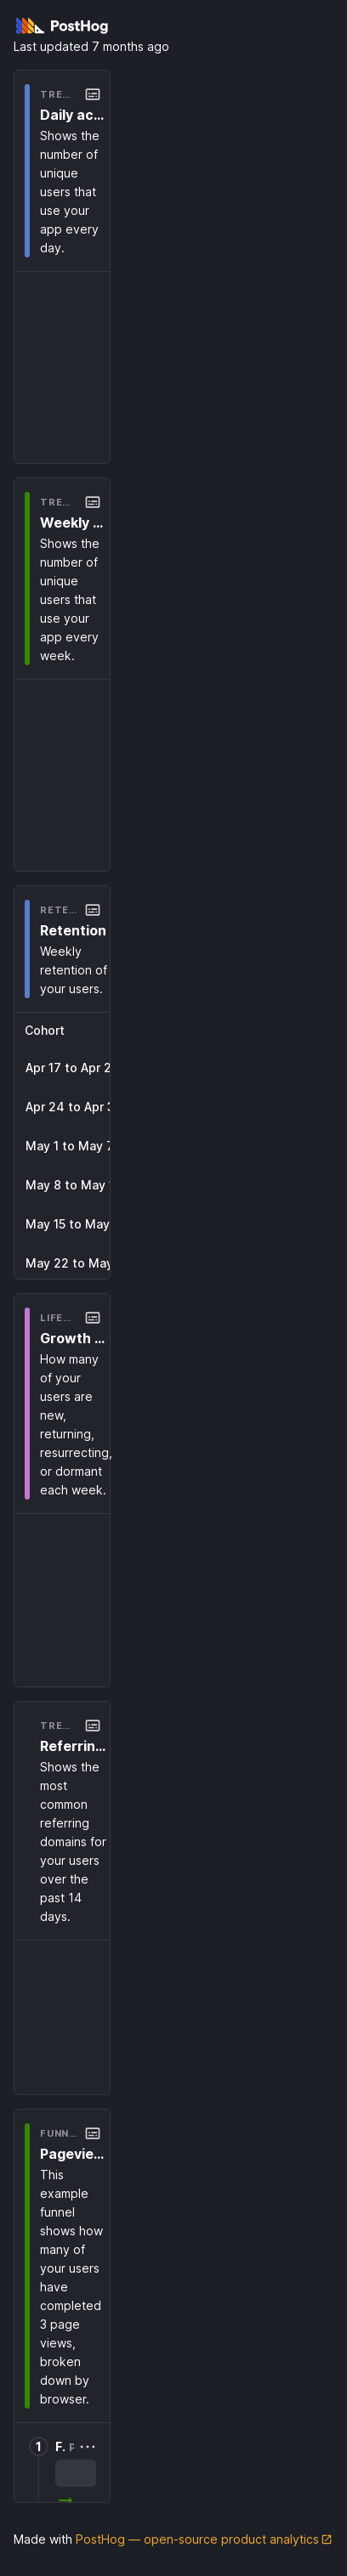 PostHog
Last updated 7 months ago
TRE...
Daily ac...
Shows the
number of
unique
users that
use your
app every
day.
TRE...
Weekly ...
Shows the
number of
unique
users that
use your
app every
week.
RETE...
Retention
Weekly
retention of
your users.
Cohort
Apr 17 to Apr 2
Apr 24 to Apr 3
May 1 to May 7
May 8 to May 1
May 15 to May
May 22 to May
LIFE...
Growth ...
How many
of your
users are
new,
returning,
resurrecting,
or dormant
each week.
TRE...
Referrin...
Shows the
most
common
referring
domains for
your users
over the
past 14
days.
FUNN...
Pagevie...
This
example
funnel
shows how
many of
your users
have
completed
3 page
views,
broken
down by
browser.
1 F. ...
Made with PostHog — open-source product analytics